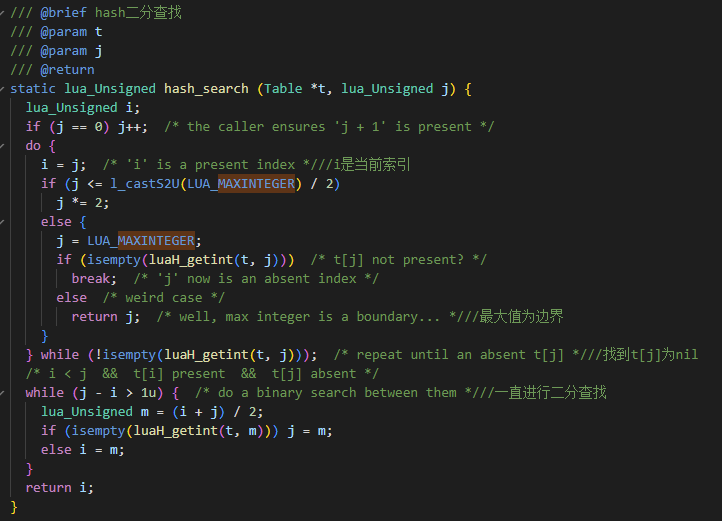 /// @brief hash二分查找
/// @param t
/// @param j
/// @return
static lua_Unsigned hash_search (Table *t, lua_Unsigned j) {
  lua_Unsigned i;
  if (j == 0) j++;  /* the caller ensures 'j + 1' is present */
  do {
    i = j;  /* 'i' is a present index *///i是当前索引
    if (j <= l_castS2U(LUA_MAXINTEGER) / 2)
      j *= 2;
    else {
      j = LUA_MAXINTEGER;
      if (isempty(luaH_getint(t, j)))  /* t[j] not present? */
        break;  /* 'j' now is an absent index */
      else  /* weird case */
        return j;  /* well, max integer is a boundary... *///最大值为边界
    }
  } while (!isempty(luaH_getint(t, j)));  /* repeat until an absent t[j] *///找到t[j]为nil
  /* i < j  &&  t[i] present  &&  t[j] absent */
  while (j - i > 1u) {  /* do a binary search between them *///一直进行二分查找
    lua_Unsigned m = (i + j) / 2;
    if (isempty(luaH_getint(t, m))) j = m;
    else i = m;
  }
  return i;
}